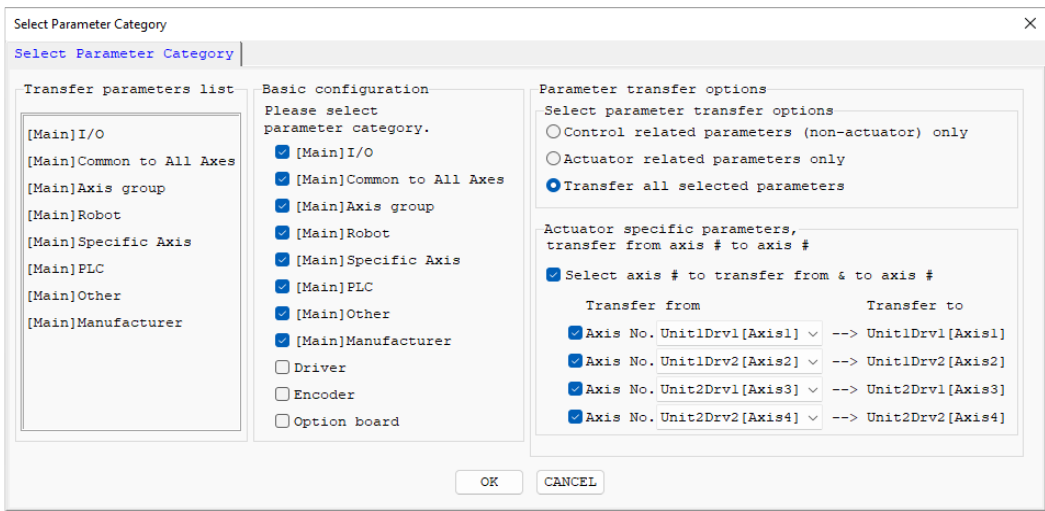 Select Parameter Category
Select Parameter Category
Transfer parameters list
[Main]I/O
[Main]Common to All Axes
[Main]Axis group
[Main]Robot
[Main]Specific Axis
[Main]PLC
[Main]Other
[Main]Manufacturer
Basic configuration
Please select
parameter category.
[Main]I/O
[Main]Common to All Axes
[Main]Axis group
[Main]Robot
[Main]Specific Axis
[Main]PLC
[Main]Other
[Main]Manufacturer
Driver
Encoder
Option board
Parameter transfer options
Select parameter transfer options
Control related parameters (non-actuator) only
Actuator related parameters only
Transfer all selected parameters
Actuator specific parameters,
transfer from axis # to axis #
Select axis # to transfer from & to axis #
Transfer from Transfer to
Axis No. Unit1Drv1[Axis1] --> Unit1Drv1[Axis1]
Axis No. Unit1Drv2[Axis2] --> Unit1Drv2[Axis2]
Axis No. Unit2Drv1[Axis3] --> Unit2Drv1[Axis3]
Axis No. Unit2Drv2[Axis4] --> Unit2Drv2[Axis4]
OK CANCEL